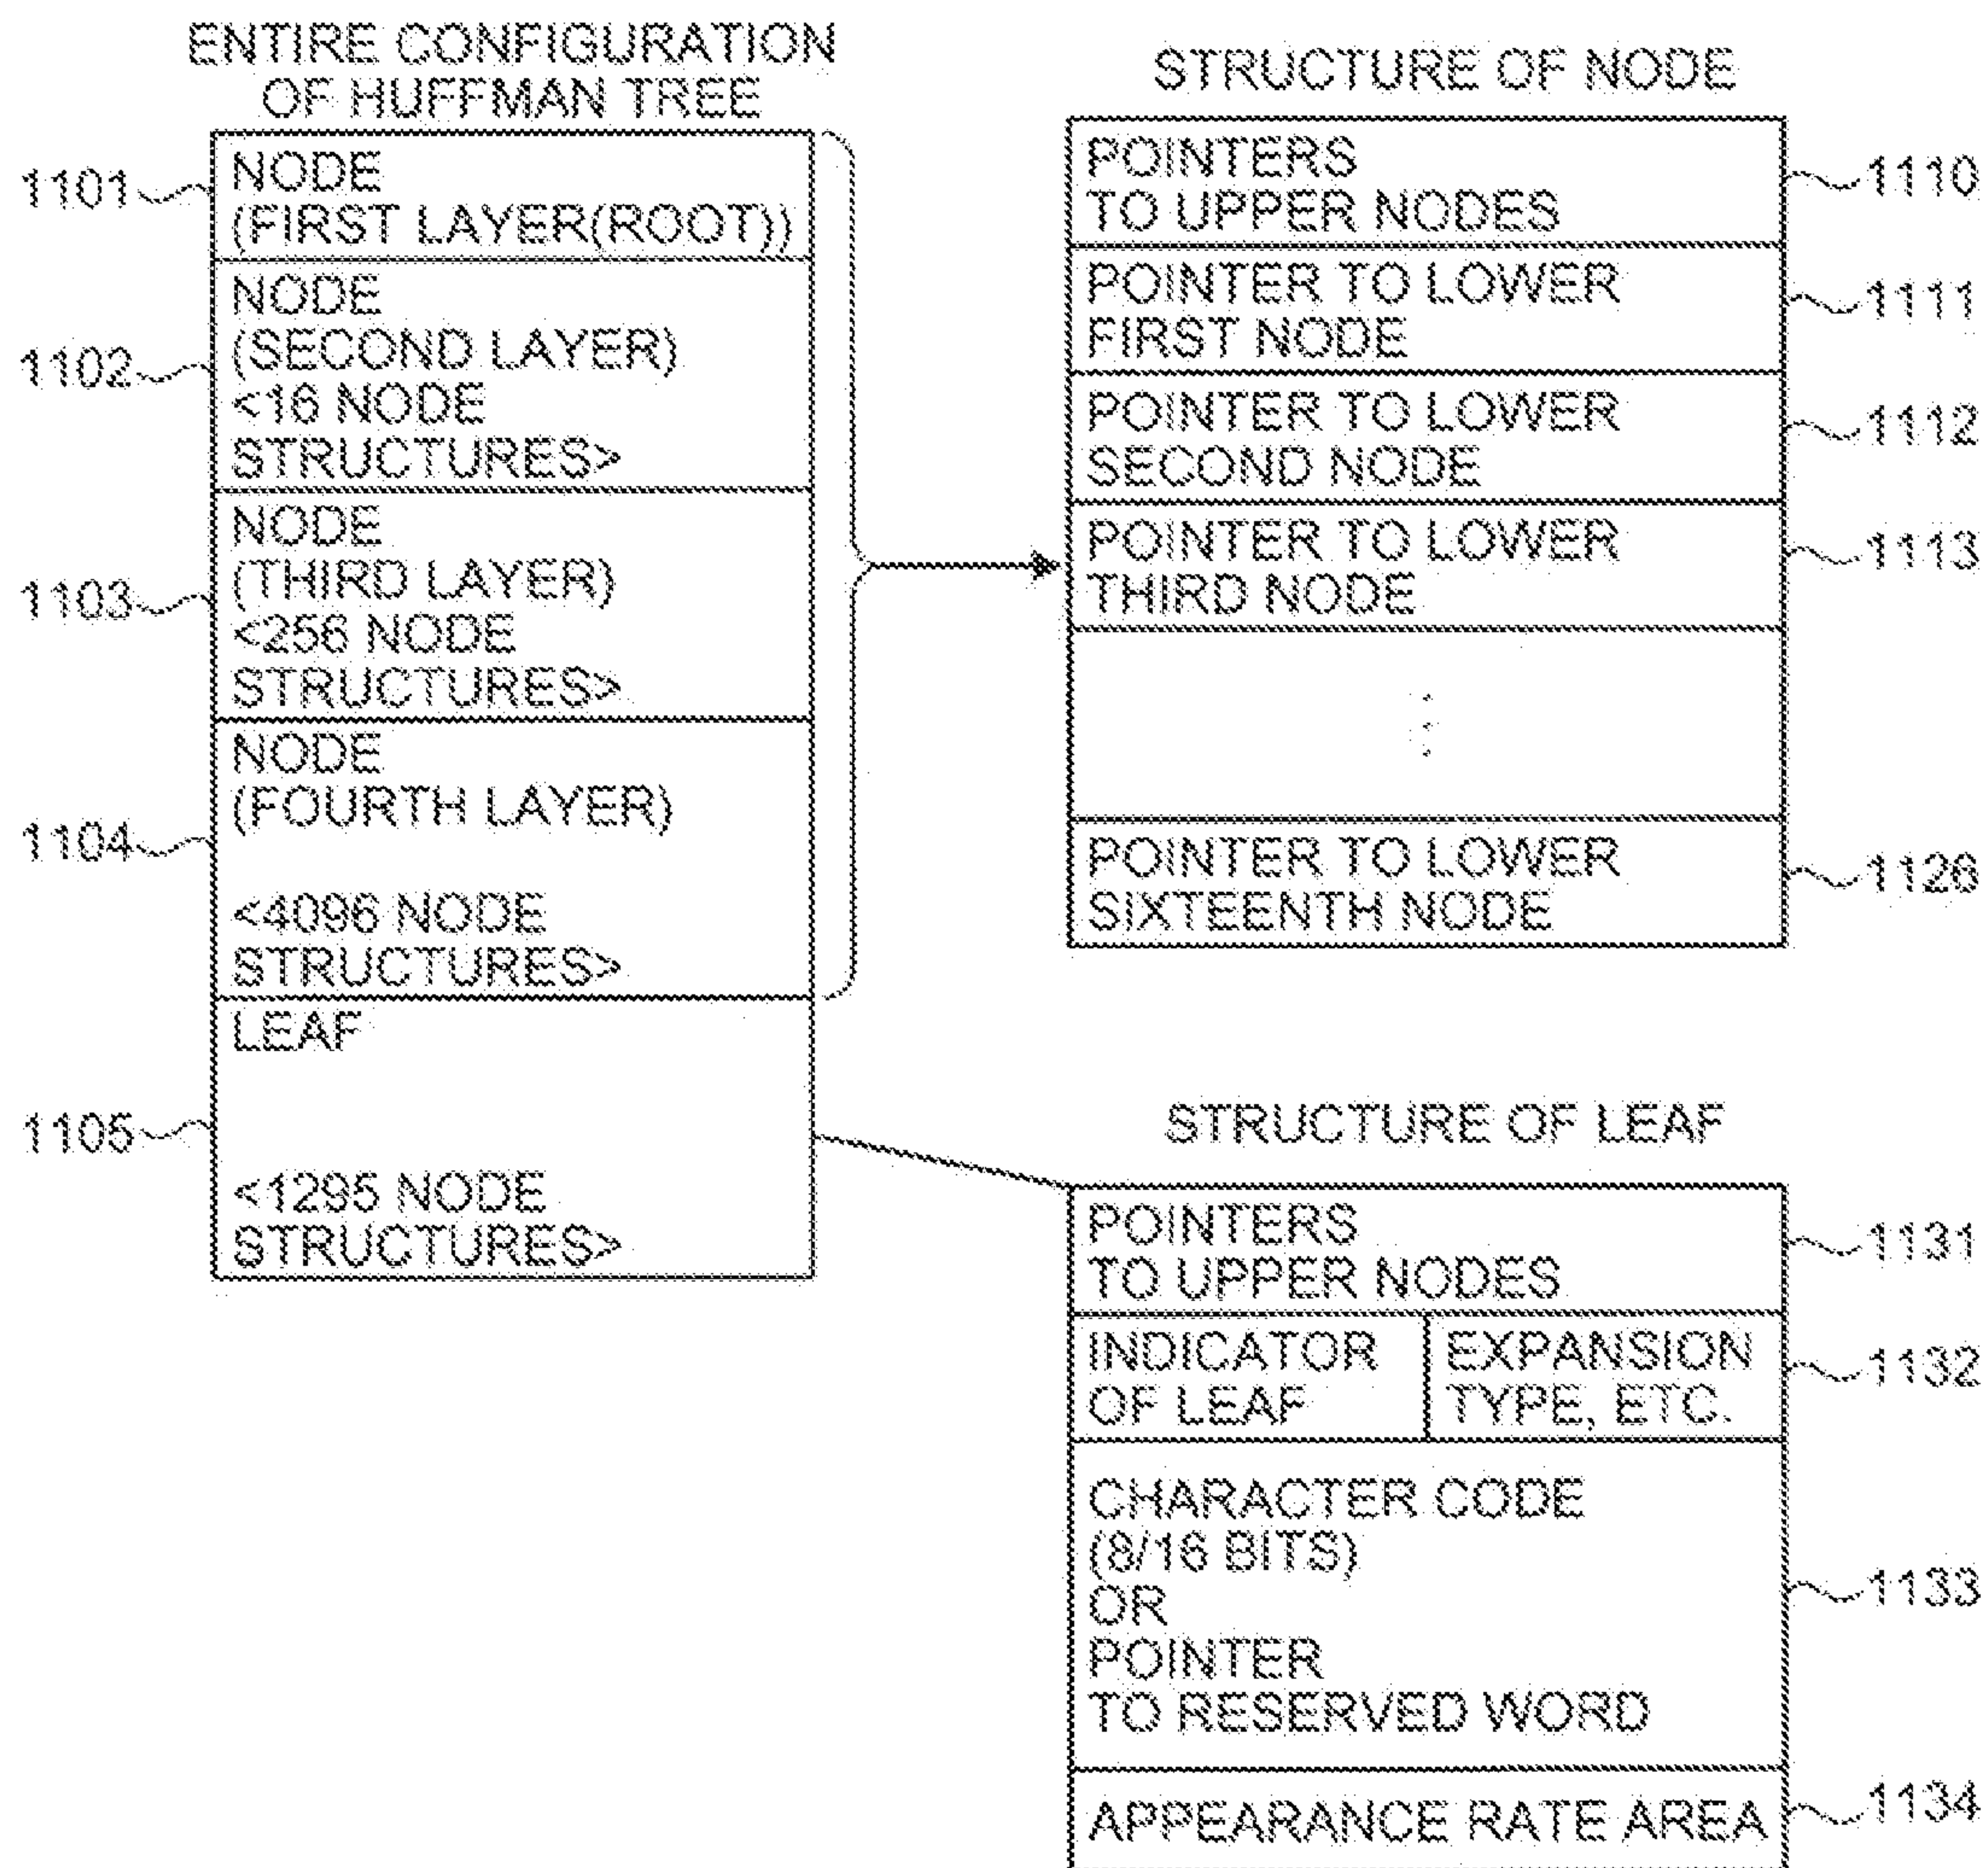 ENTIRE CONFIGURATION
OF HUFFMAN TREE
1101
NODE
(FIRST LAYER(ROOT))
1102
NODE
(SECOND LAYER)
<16 NODE
STRUCTURES>
1103
NODE
(THIRD LAYER)
<256 NODE
STRUCTURES>
1104
NODE
(FOURTH LAYER)
<4096 NODE
STRUCTURES>
1105
LEAF
<1295 NODE
STRUCTURES>
STRUCTURE OF NODE
POINTERS
TO UPPER NODES
1110
POINTER TO LOWER
FIRST NODE
1111
POINTER TO LOWER
SECOND NODE
1112
POINTER TO LOWER
THIRD NODE
1113
POINTER TO LOWER
SIXTEENTH NODE
1126
STRUCTURE OF LEAF
POINTERS
TO UPPER NODES
1131
INDICATOR
OF LEAF
EXPANSION
TYPE, ETC.
1132
CHARACTER CODE
(8/16 BITS)
OR
POINTER
TO RESERVED WORD
1133
APPEARANCE RATE AREA
1134